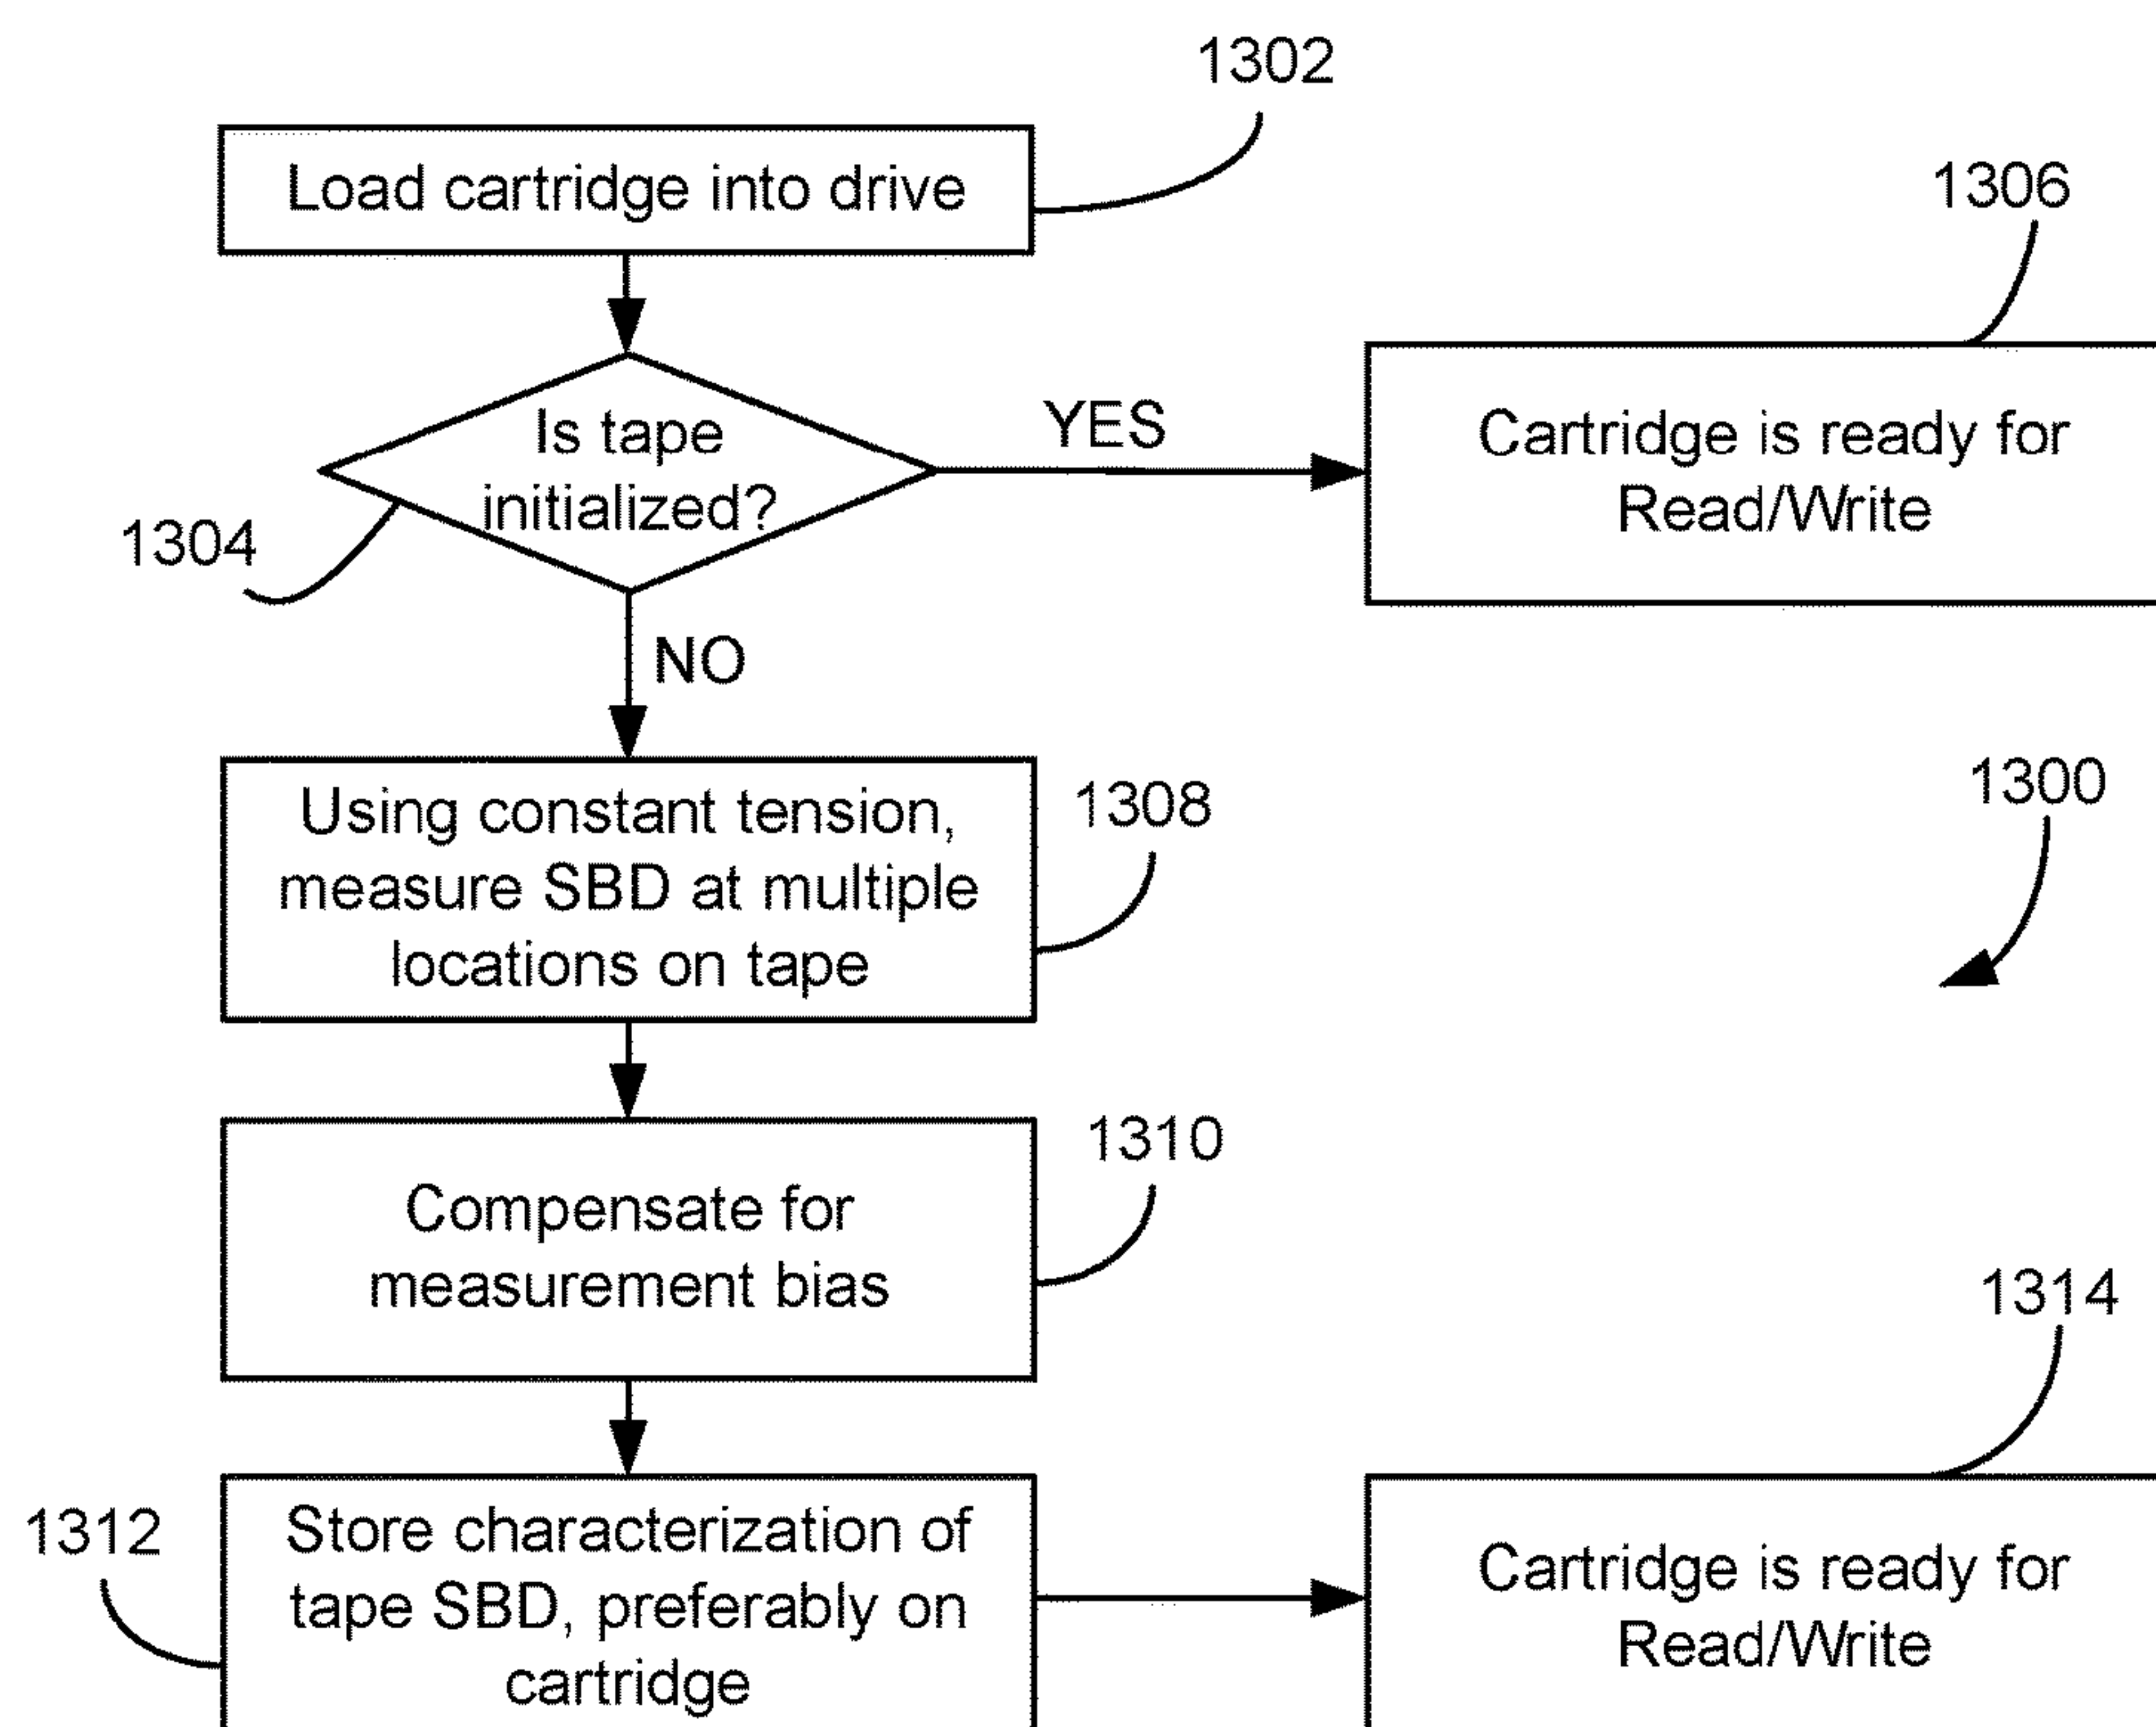 1302
Load cartridge into drive
1306
Is tape
initialized?
YES
Cartridge is ready for
Read/Write
1304
NO
Using constant tension,
measure SBD at multiple
locations on tape
1308
1300
Compensate for
measurement bias
1310
1314
1312
Store characterization of
tape SBD, preferably on
cartridge
Cartridge is ready for
Read/Write